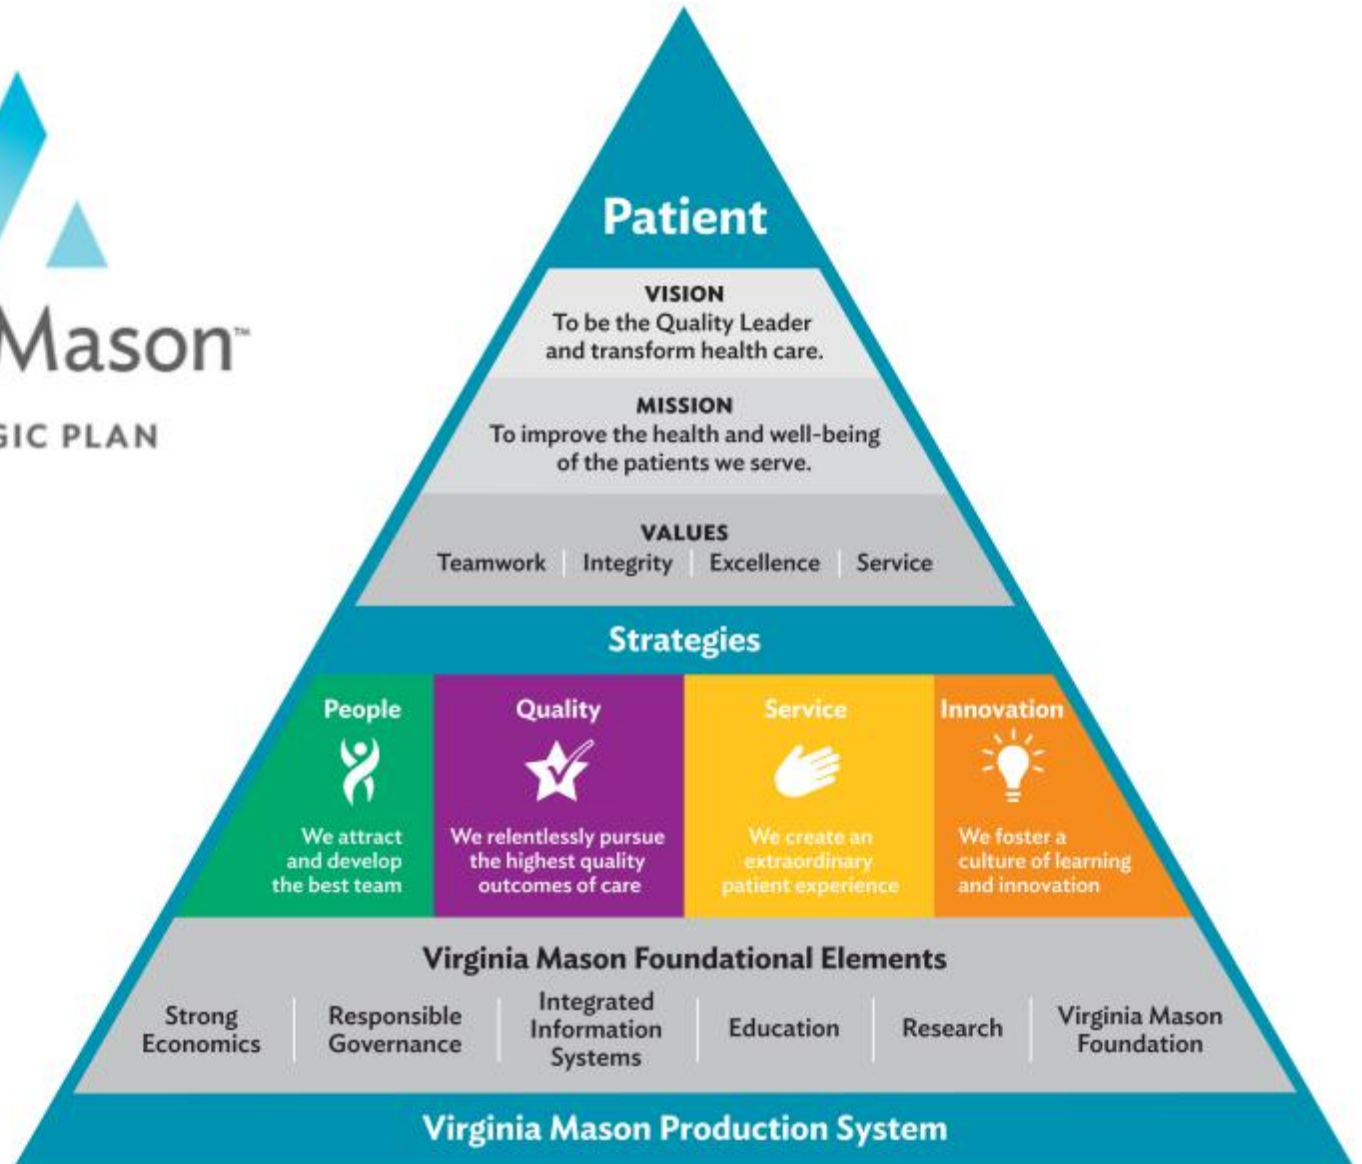 Mason™
GIC PLAN
Patient
VISION
To be the Quality Leader
and transform health care.
MISSION
To improve the health and well-being
of the patients we serve.
VALUES
Teamwork | Integrity | Excellence | Service
Strategies
People
We attract
and develop
the best team
Quality
We relentlessly pursue
the highest quality
outcomes of care
Service
We create an
extraordinary
patient experience
Innovation
We foster a
culture of learning
and innovation
Virginia Mason Foundational Elements
Strong
Economics
Responsible
Governance
Integrated
Information
Systems
Education
Research
Virginia Mason
Foundation
Virginia Mason Production System